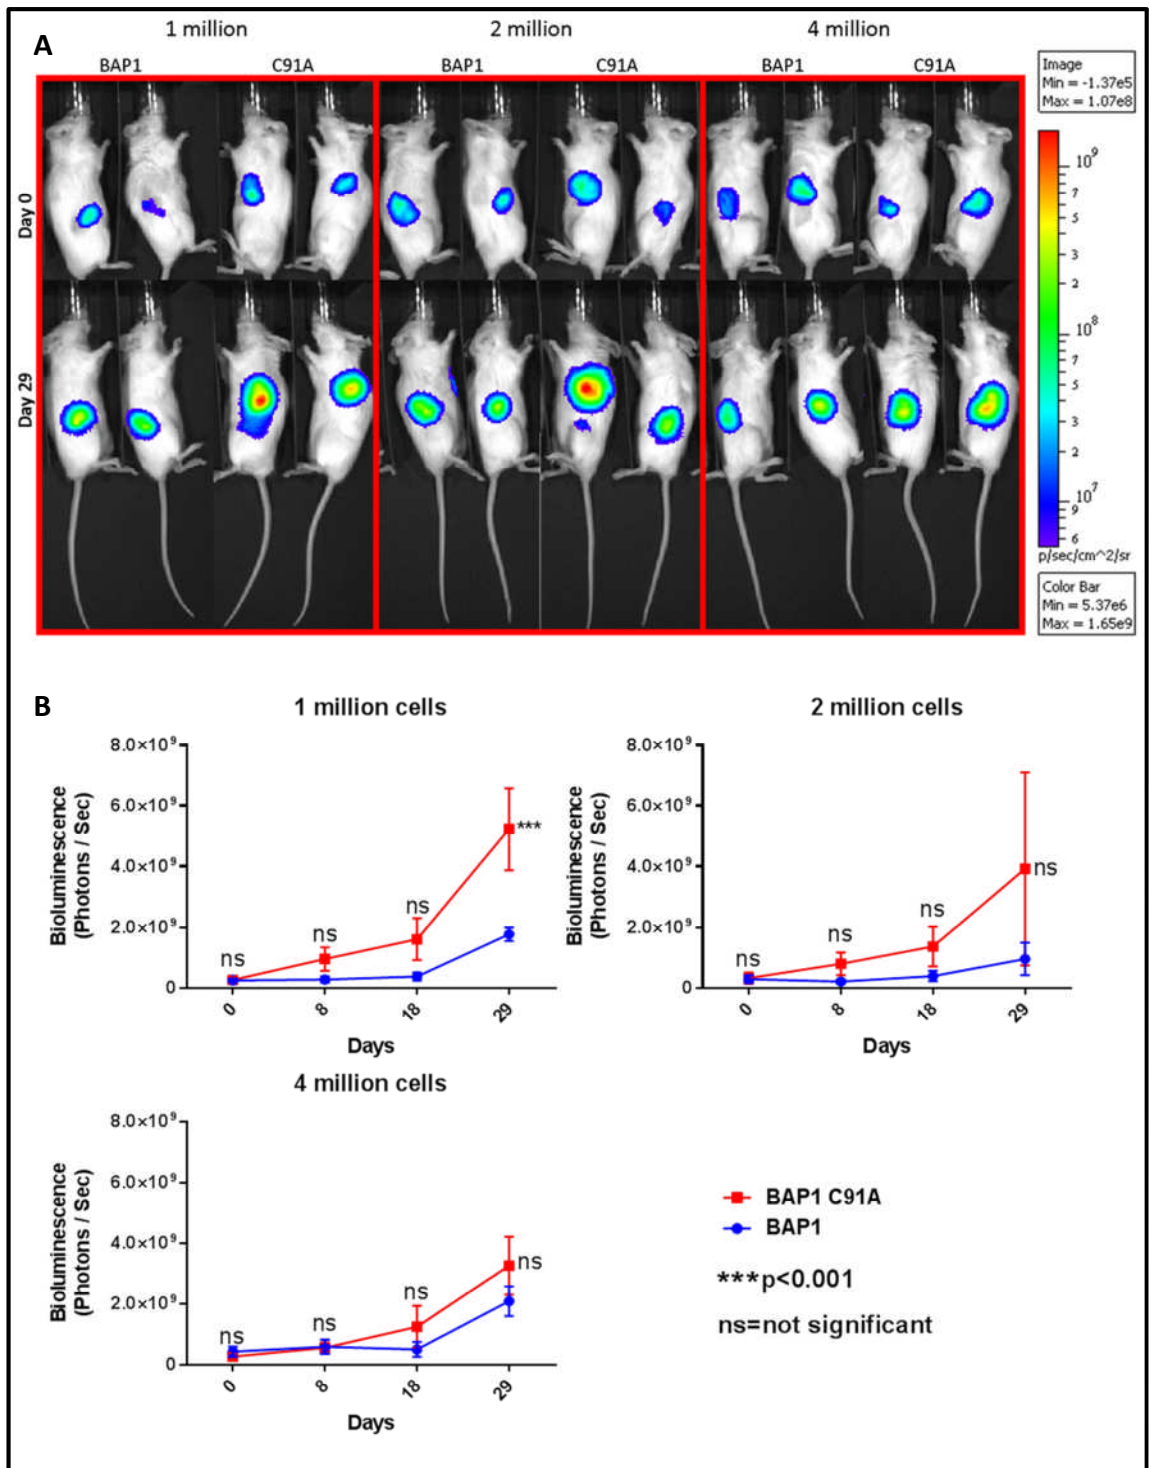 A
1 million
2 million
4 million
BAP1
C91A
BAP1
C91A
BAP1
C91A
Day 0
Day 29
Image
Min = -1.37e5
Max = 1.07e8
10⁹
7
5
3
2
10⁸
7
5
3
2
10⁷
9
6
p/sec/cm^2/sr
Color Bar
Min = 5.37e6
Max = 1.65e9
B
1 million cells
Bioluminescence
(Photons / Sec)
8.0×10⁹
6.0×10⁹
4.0×10⁹
2.0×10⁹
0
ns
ns
ns
***
0
8
18
29
Days
2 million cells
Bioluminescence
(Photons / Sec)
8.0×10⁹
6.0×10⁹
4.0×10⁹
2.0×10⁹
0
ns
ns
ns
ns
0
8
18
29
Days
4 million cells
Bioluminescence
(Photons / Sec)
8.0×10⁹
6.0×10⁹
4.0×10⁹
2.0×10⁹
0
ns
ns
ns
ns
0
8
18
29
Days
BAP1 C91A
BAP1
***p<0.001
ns=not significant